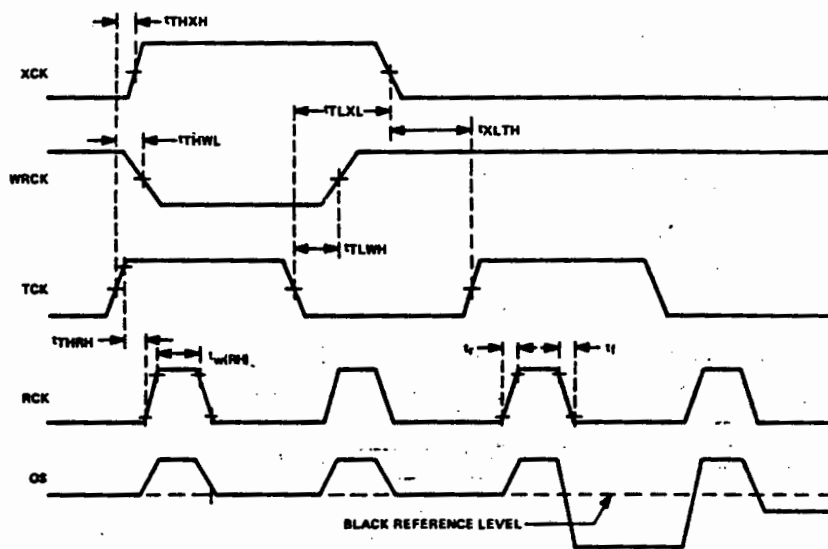 tTHXH
XCK
tTLXL
tXLTH
tTHWL
WRCK
tTLWH
TCK
tTHRH
tw(RH)
tr
tf
RCK
OS
BLACK REFERENCE LEVEL